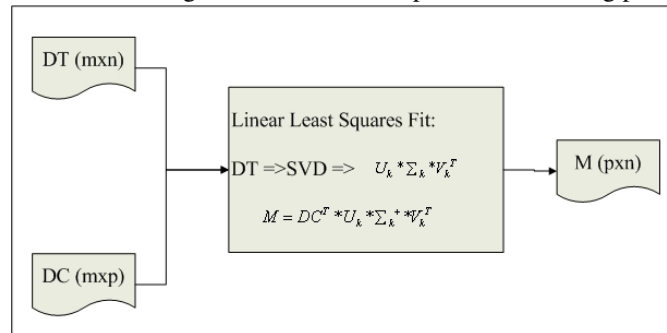 DT (mxn)
Linear Least Squares Fit:
DT =>SVD => U_k * Σ_k * V_k^T
M = DC^T * U_k * Σ_k^+ * V_k^T
M (pxn)
DC (mxp)